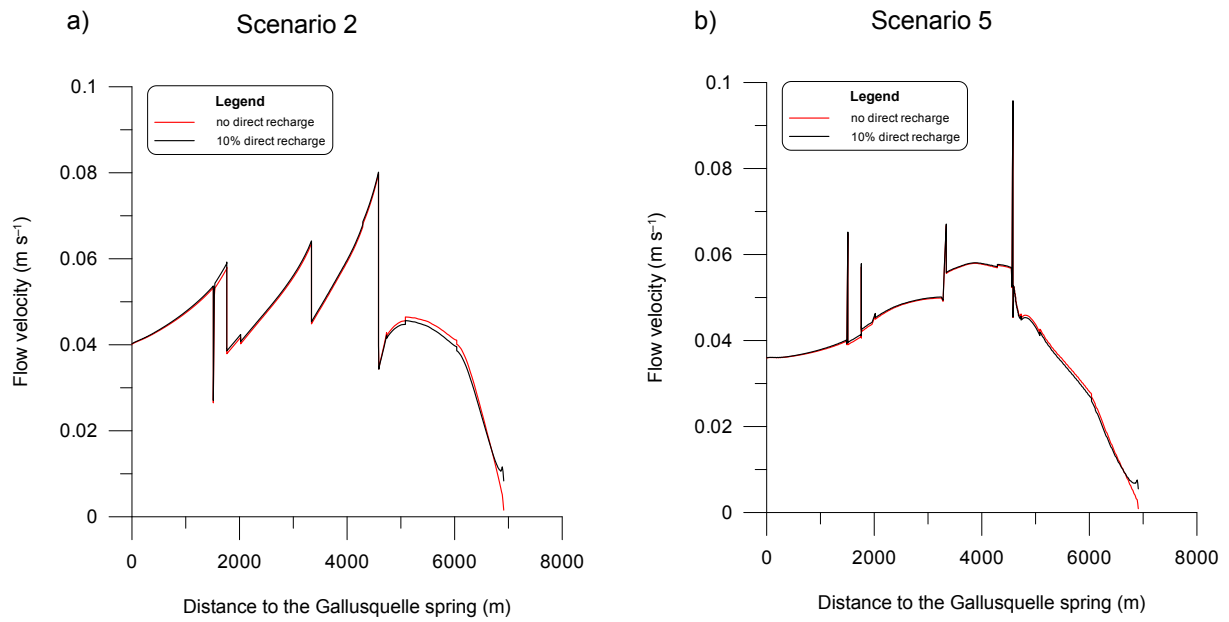 a)
Scenario 2
Legend
no direct recharge
10% direct recharge
0.1
0.08
0.06
0.04
0.02
0
Flow velocity (m s⁻¹)
0
2000
4000
6000
8000
Distance to the Gallusquelle spring (m)
b)
Scenario 5
Legend
no direct recharge
10% direct recharge
0.1
0.08
0.06
0.04
0.02
0
Flow velocity (m s⁻¹)
0
2000
4000
6000
8000
Distance to the Gallusquelle spring (m)